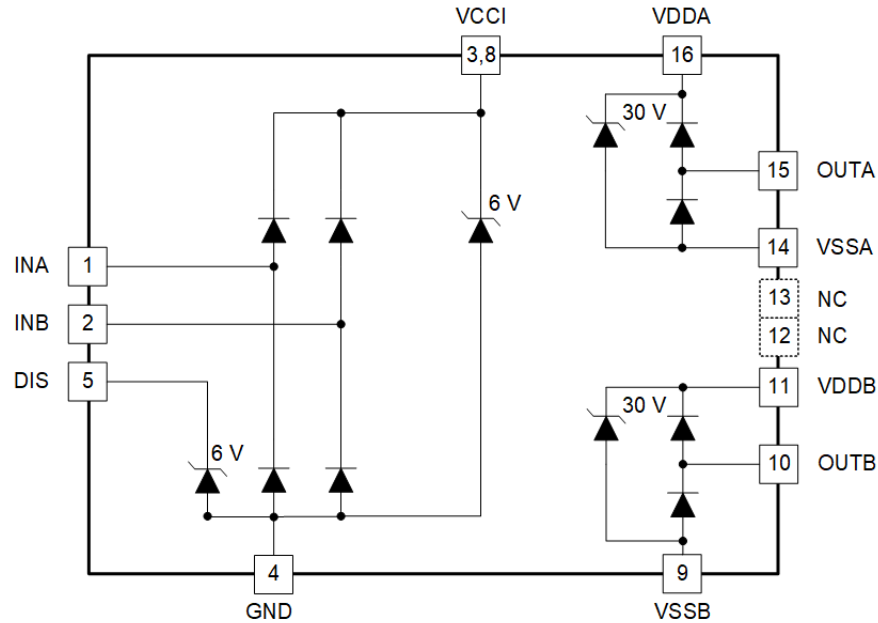 VCCI
VDDA
3,8
16
30 V
15
OUTA
6 V
14
VSSA
INA
1
13
NC
INB
2
12
NC
DIS
5
11
VDDB
30 V
6 V
10
OUTB
4
9
GND
VSSB